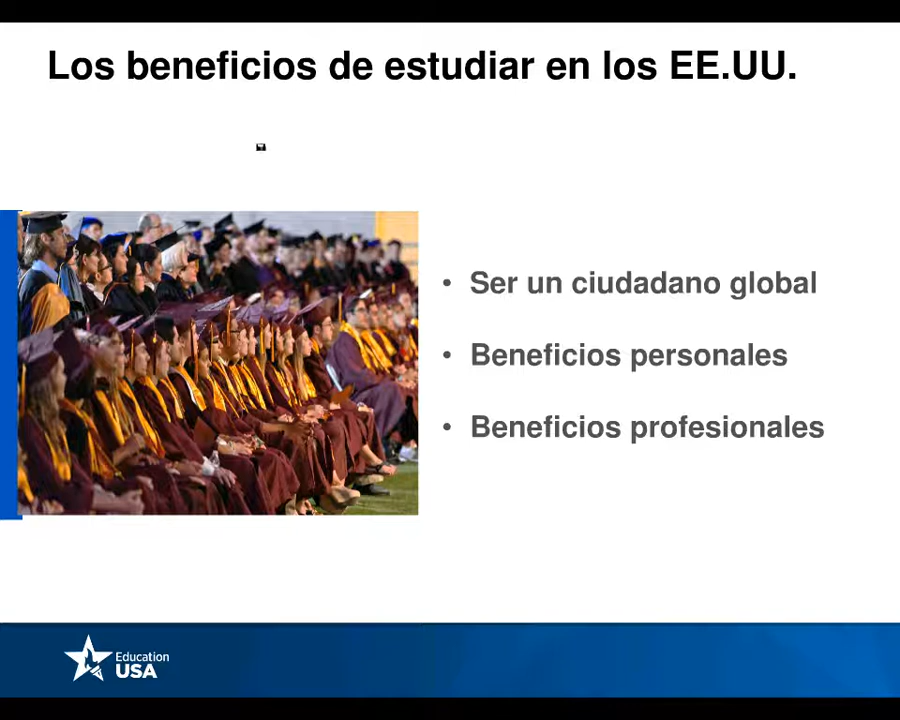 Los beneficios de estudiar en los EE.UU.
• Ser un ciudadano global
• Beneficios personales
• Beneficios profesionales
Education
USA